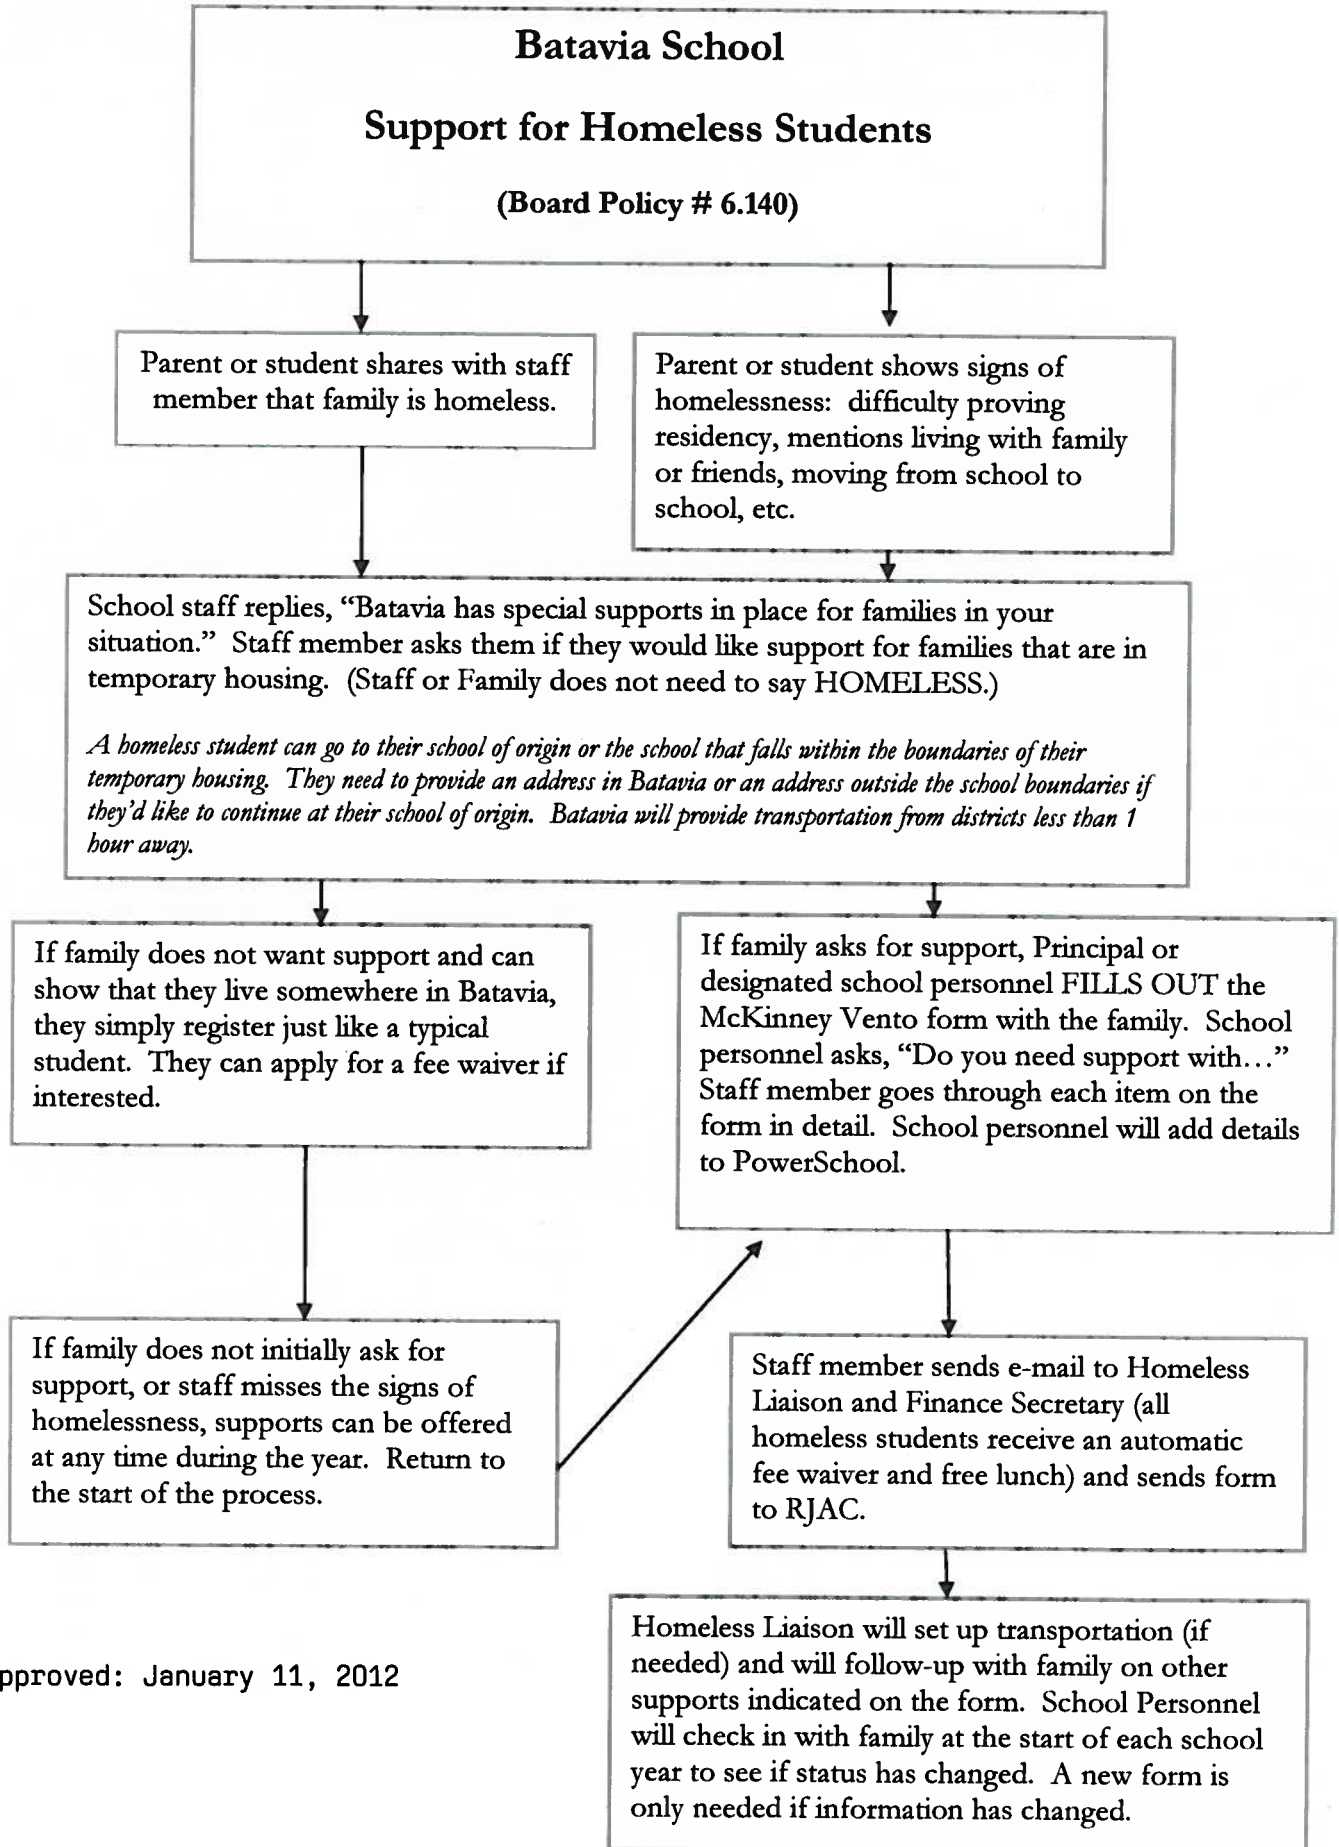 Batavia School
Support for Homeless Students
(Board Policy # 6.140)
Parent or student shares with staff
member that family is homeless.
Parent or student shows signs of
homelessness:  difficulty proving
residency, mentions living with family
or friends, moving from school to
school, etc.
School staff replies, “Batavia has special supports in place for families in your
situation.”  Staff member asks them if they would like support for families that are in
temporary housing.  (Staff or Family does not need to say HOMELESS.)
A homeless student can go to their school of origin or the school that falls within the boundaries of their
temporary housing.  They need to provide an address in Batavia or an address outside the school boundaries if
they’d like to continue at their school of origin.  Batavia will provide transportation from districts less than 1
hour away.
If family does not want support and can
show that they live somewhere in Batavia,
they simply register just like a typical
student.  They can apply for a fee waiver if
interested.
If family asks for support, Principal or
designated school personnel FILLS OUT the
McKinney Vento form with the family.  School
personnel asks, “Do you need support with…”
Staff member goes through each item on the
form in detail.  School personnel will add details
to PowerSchool.
If family does not initially ask for
support, or staff misses the signs of
homelessness, supports can be offered
at any time during the year.  Return to
the start of the process.
Staff member sends e-mail to Homeless
Liaison and Finance Secretary (all
homeless students receive an automatic
fee waiver and free lunch) and sends form
to RJAC.
Homeless Liaison will set up transportation (if
needed) and will follow-up with family on other
supports indicated on the form.  School Personnel
will check in with family at the start of each school
year to see if status has changed.  A new form is
only needed if information has changed.
pproved: January 11, 2012